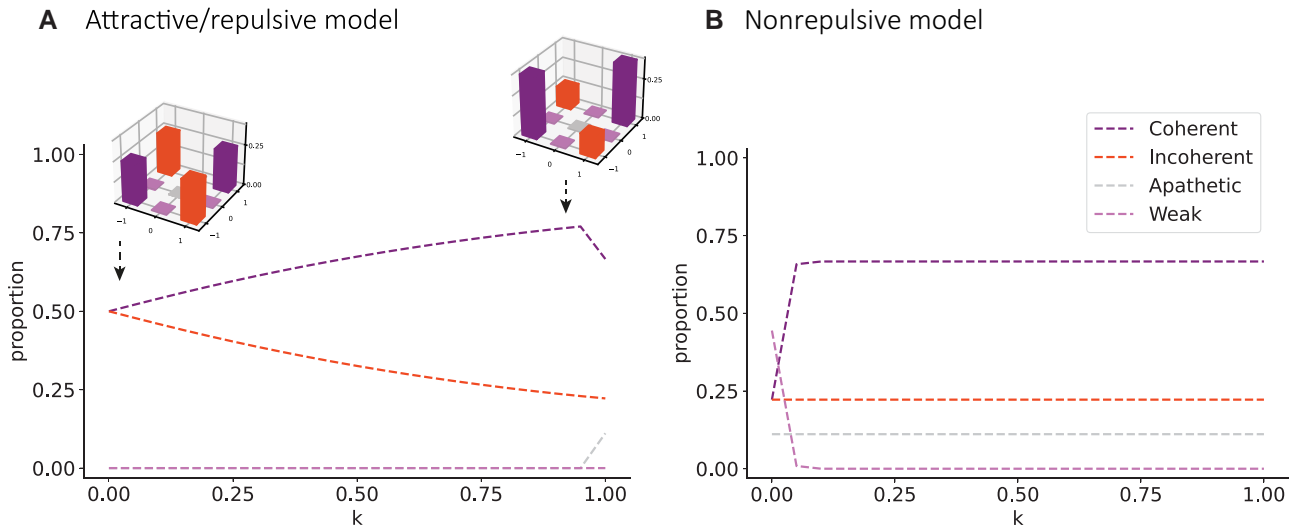 A Attractive/repulsive model
B Nonrepulsive model
0.25
0.00
−1
0
1
−1
0
1
0.25
0.00
−1
0
1
−1
0
1
1.00
0.75
0.50
0.25
0.00
proportion
0.00 0.25 0.50 0.75 1.00
k
Coherent
Incoherent
Apathetic
Weak
1.00
0.75
0.50
0.25
0.00
proportion
0.00 0.25 0.50 0.75 1.00
k